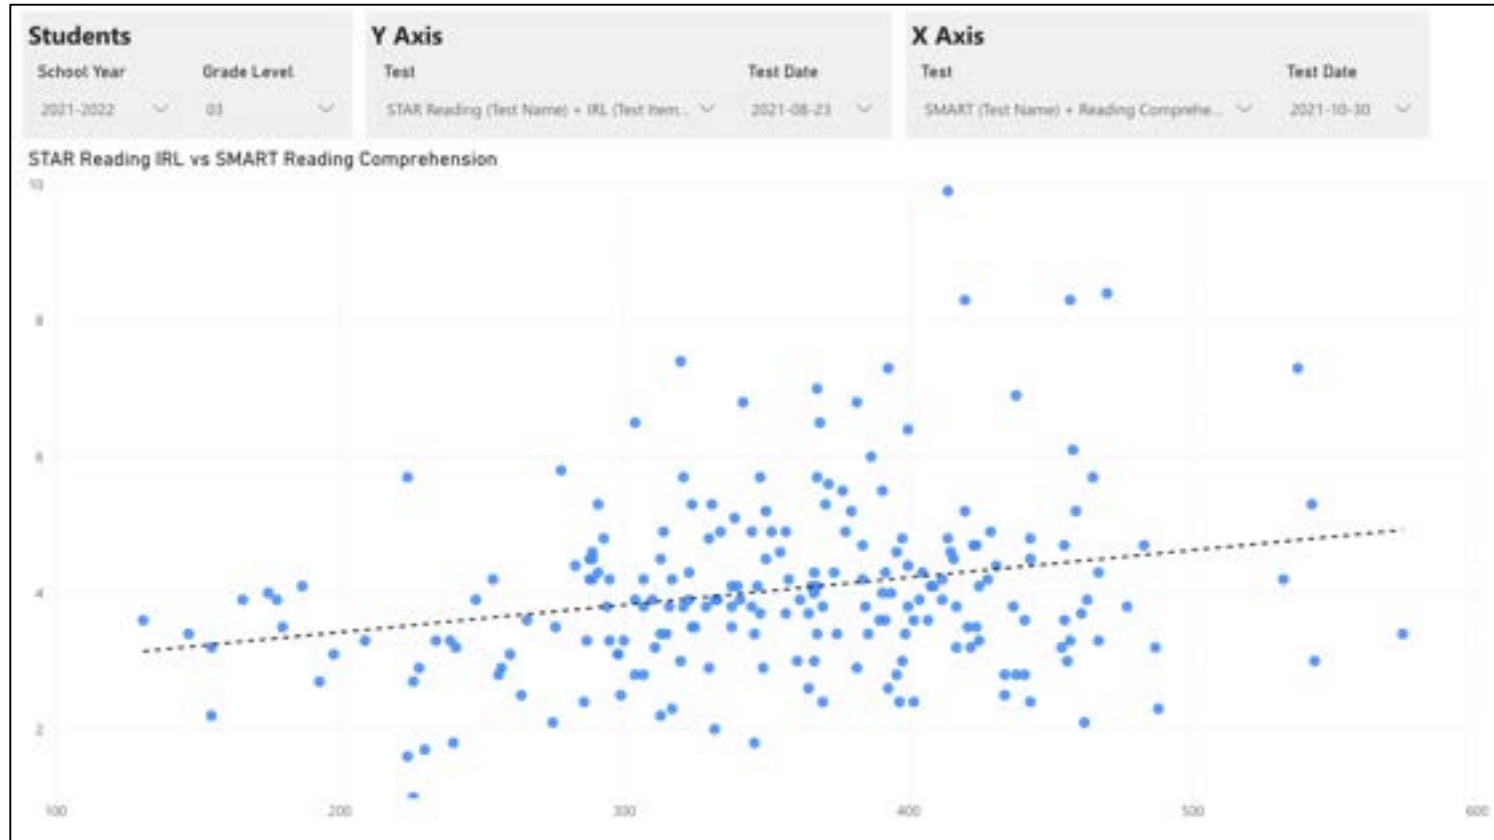 Students
Y Axis
X Axis
School Year
Grade Level
Test
Test Date
Test
Test Date
2021-2022
03
STAR Reading (Test Name) + IRL (Test Item...
2021-08-23
SMART (Test Name) + Reading Comprehe...
2021-10-30
STAR Reading IRL vs SMART Reading Comprehension
10
8
6
4
2
100
200
300
400
500
600